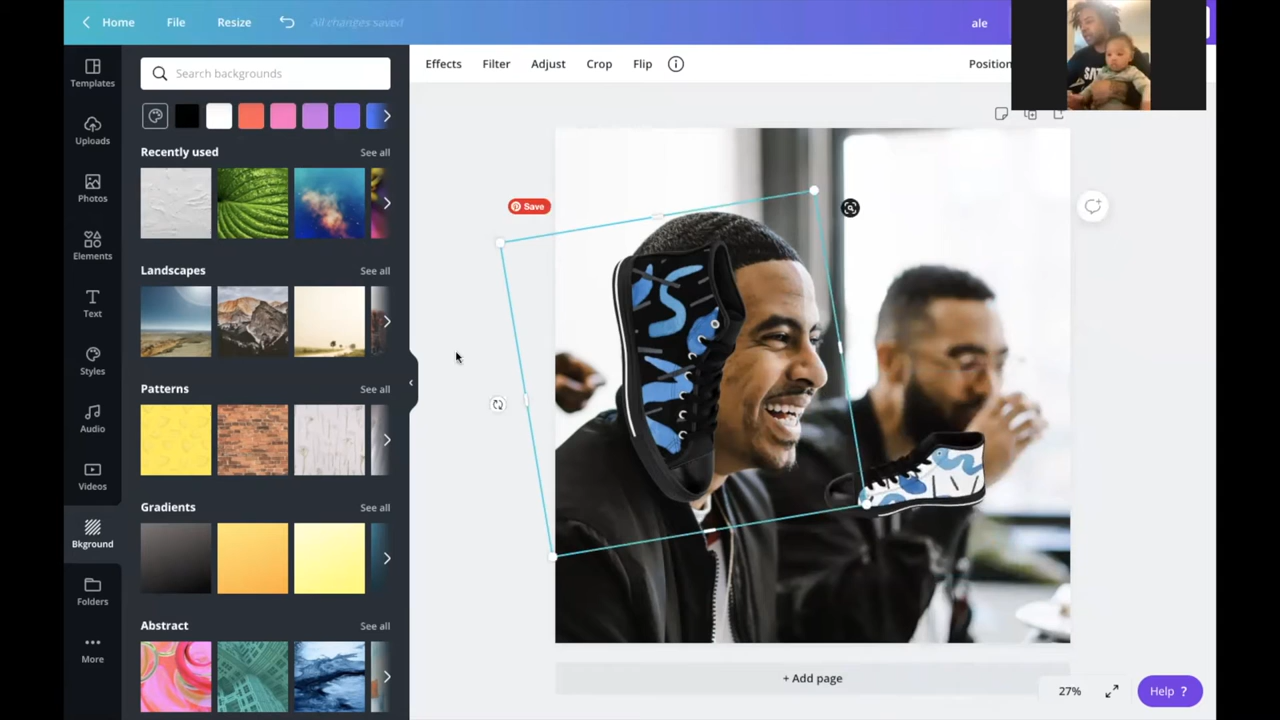 Home File Resize All changes saved ale
Effects Filter Adjust Crop Flip Position
Templates
Uploads
Photos
Elements
Text
Styles
Audio
Videos
Bkground
Folders
More
Search backgrounds
Recently used See all
Landscapes See all
Patterns See all
Gradients See all
Abstract See all
Save
+ Add page
27%
Help ?